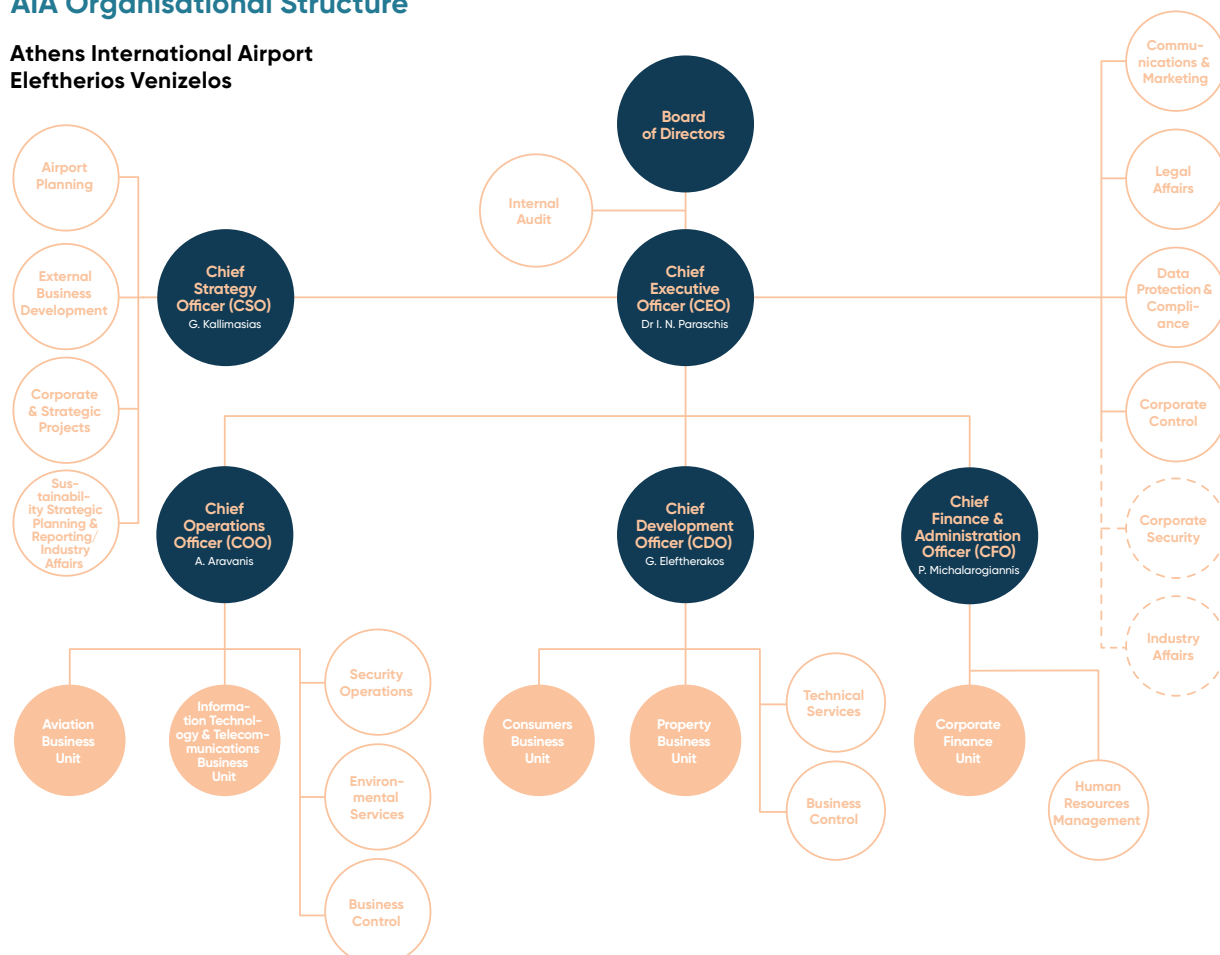 AIA Organisational Structure
Athens International Airport
Eleftherios Venizelos
Board
of Directors
Internal
Audit
Chief
Executive
Officer (CEO)
Dr I. N. Paraschis
Chief
Strategy
Officer (CSO)
G. Kallimasias
Airport
Planning
External
Business
Development
Corporate
& Strategic
Projects
Sus-
tainabil-
ity Strategic
Planning &
Reporting/
Industry
Affairs
Commu-
nications &
Marketing
Legal
Affairs
Data
Protection &
Compli-
ance
Corporate
Control
Corporate
Security
Industry
Affairs
Chief
Operations
Officer (COO)
A. Aravanis
Chief
Development
Officer (CDO)
G. Eleftherakos
Chief
Finance &
Administration
Officer (CFO)
P. Michalarogiannis
Aviation
Business
Unit
Informa-
tion Technol-
ogy & Telecom-
munications
Business
Unit
Security
Operations
Environ-
mental
Services
Business
Control
Consumers
Business
Unit
Property
Business
Unit
Technical
Services
Business
Control
Corporate
Finance
Unit
Human
Resources
Management